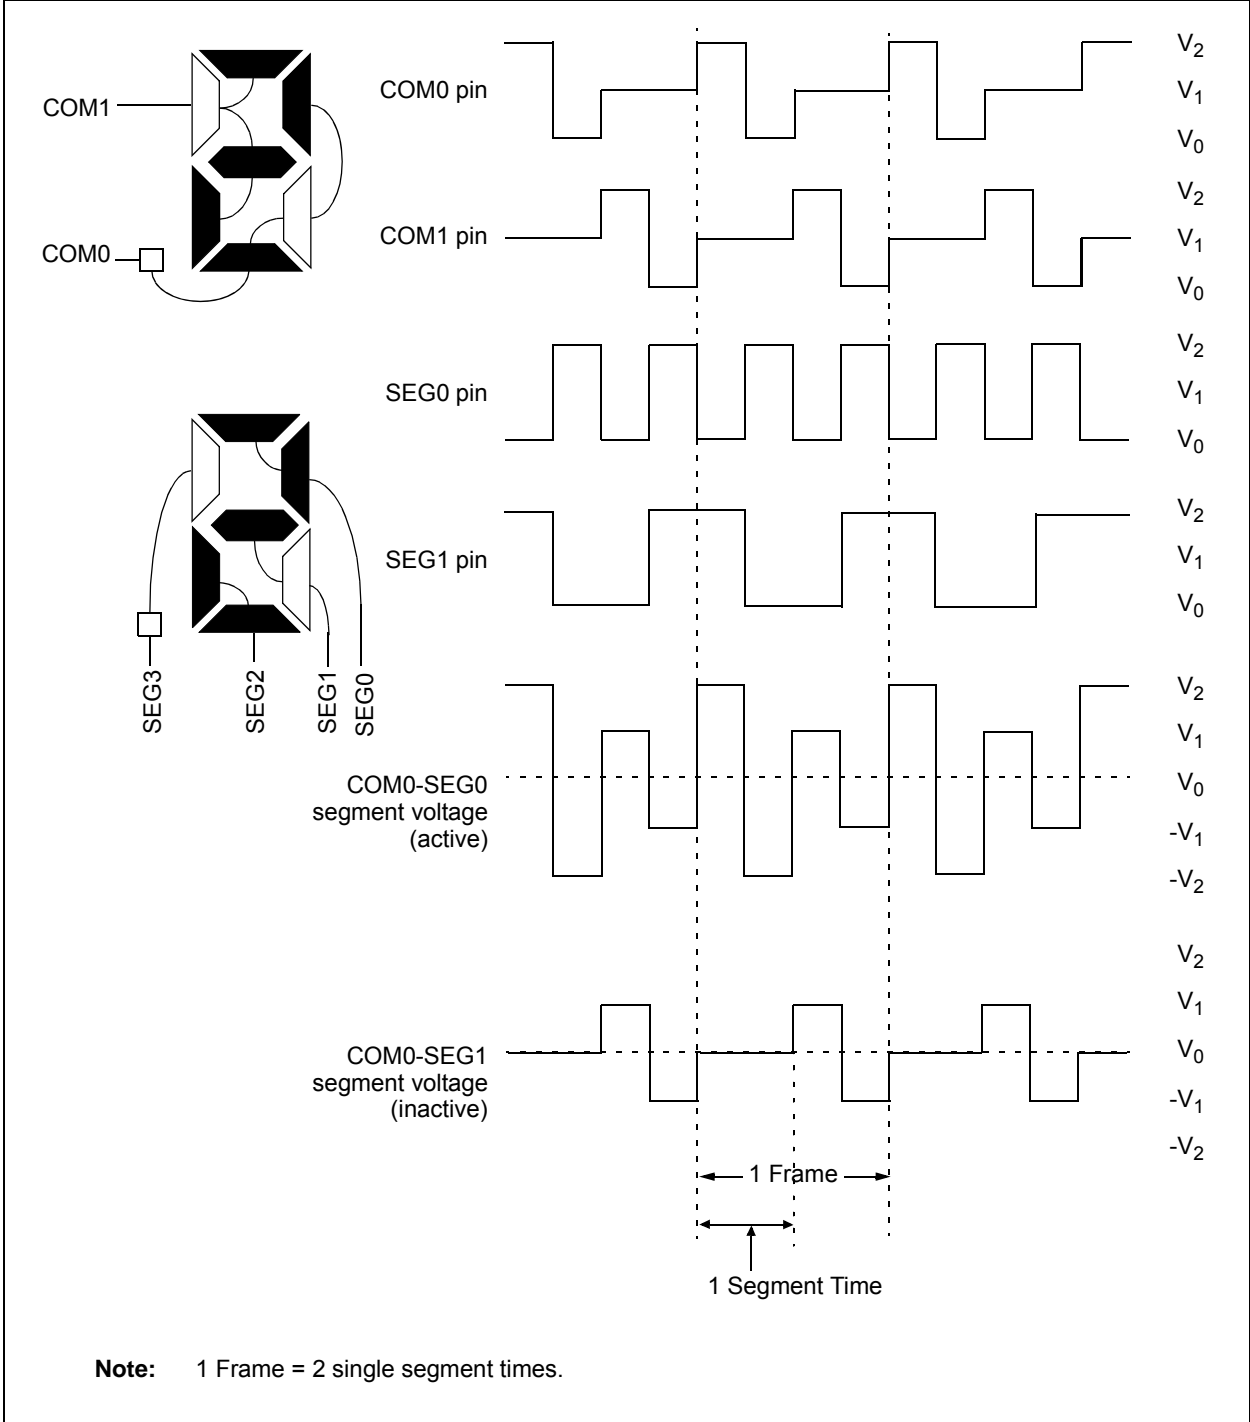 COM1
COM0
SEG3
SEG2
SEG1
SEG0
COM0 pin
V2
V1
V0
COM1 pin
V2
V1
V0
SEG0 pin
V2
V1
V0
SEG1 pin
V2
V1
V0
COM0-SEG0
segment voltage
(active)
V2
V1
V0
-V1
-V2
COM0-SEG1
segment voltage
(inactive)
V2
V1
V0
-V1
-V2
1 Frame
1 Segment Time
Note: 1 Frame = 2 single segment times.